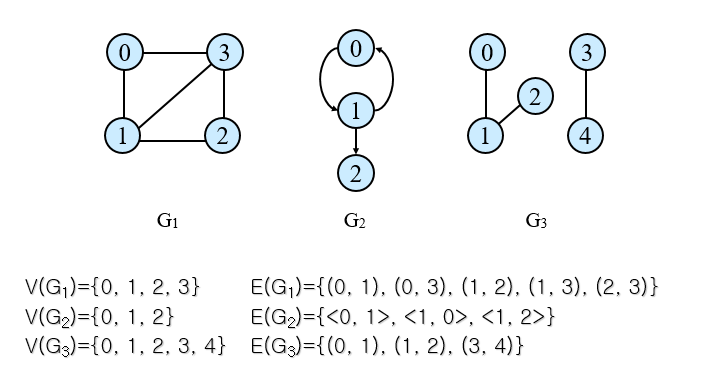 0 3 0 0 3
2
1 2 1 1 4
2
G₁ G₂ G₃
V(G₁)={0, 1, 2, 3} E(G₁)={(0, 1), (0, 3), (1, 2), (1, 3), (2, 3)}
V(G₂)={0, 1, 2} E(G₂)={<0, 1>, <1, 0>, <1, 2>}
V(G₃)={0, 1, 2, 3, 4} E(G₃)={(0, 1), (1, 2), (3, 4)}